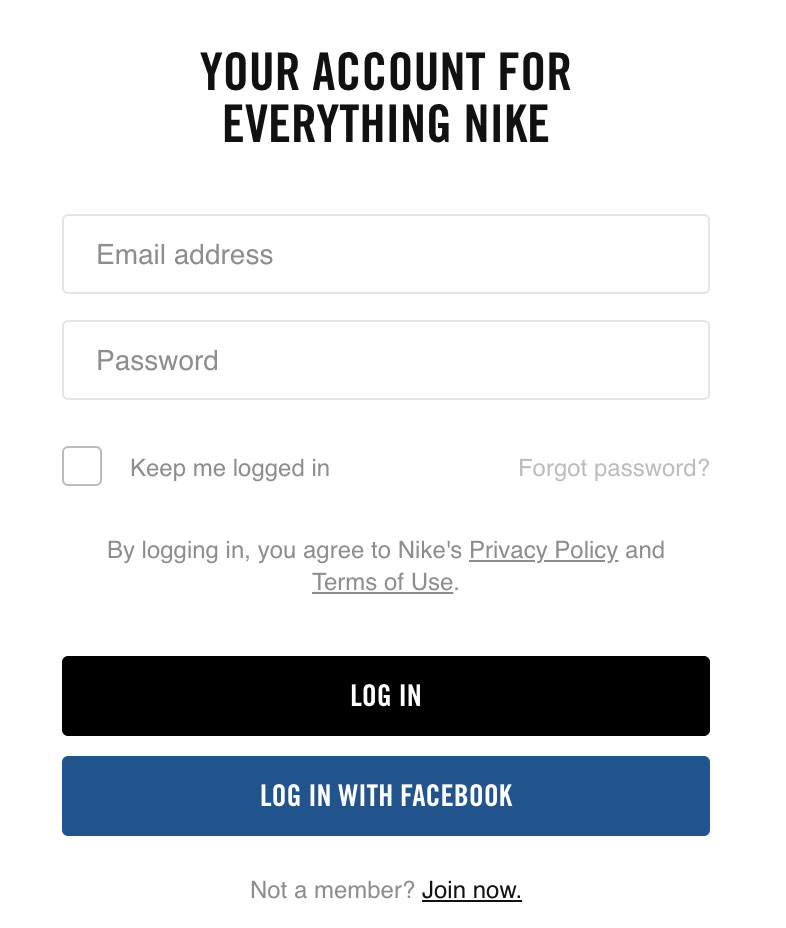 YOUR ACCOUNT FOR
EVERYTHING NIKE
Email address
Password
Keep me logged in
Forgot password?
By logging in, you agree to Nike's Privacy Policy and
Terms of Use.
LOG IN
LOG IN WITH FACEBOOK
Not a member? Join now.